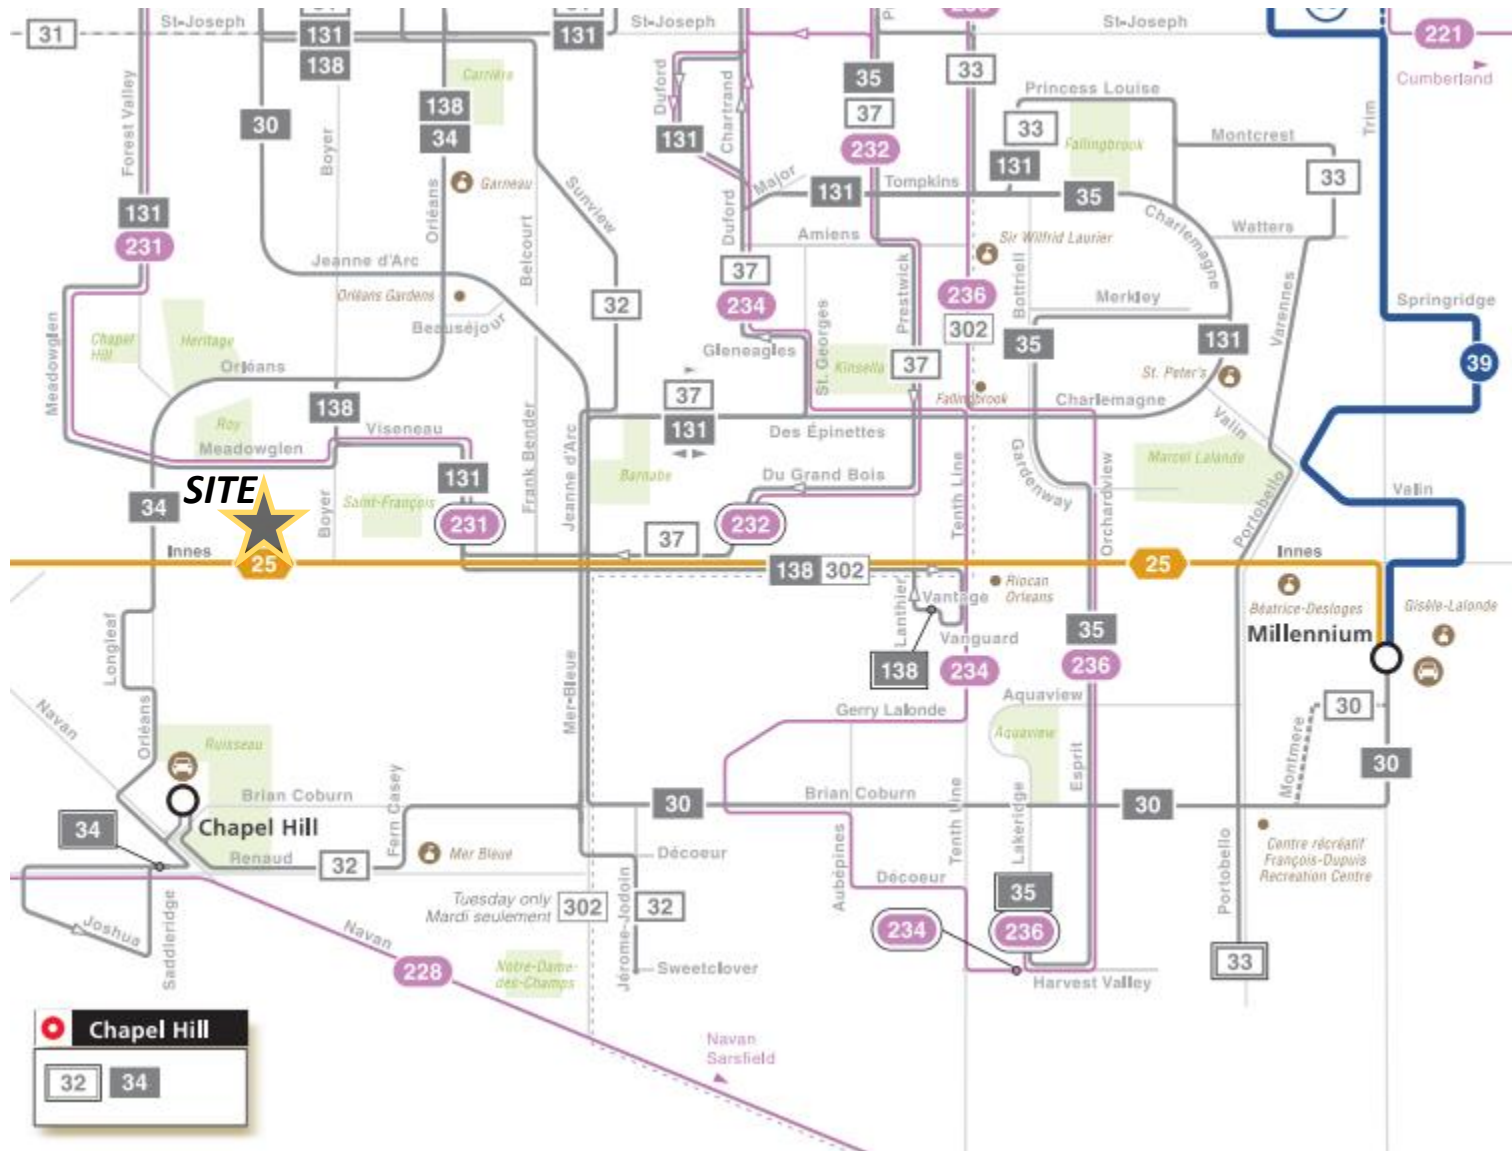 31
St-Joseph
131
138
131
St-Joseph
St-Joseph
221
Cumberland
Forest Valley
30
Boyer
Carrière
138
34
Duford
Chartrand
131
35
37
232
33
Princess Louise
33
Fallingbrook
Montcrest
Trim
131
231
Orléans
Garneau
Belcourt
Sunview
Major
131
Tompkins
131
35
33
Duford
Amiens
Sir Wilfrid Laurier
Charlemagne
Watters
Jeanne d'Arc
Orléans Gardens
Beauséjour
32
37
234
Prestwick
236
302
Bottriell
Merkley
Varennes
Springridge
Meadowglen
Chapel
Hill
Heritage
Orléans
Gleneagles
St. Georges
Kinsella
37
35
131
39
St. Peter's
138
37
131
Fallingbrook
Charlemagne
Valin
Roy
Meadowglen
Viseneau
Frank Bender
Jeanne d'Arc
Des Épinettes
Barnabe
Du Grand Bois
Tenth Line
Gardenway
Orchardview
Marcel Lalande
Portobello
Valin
34
SITE
Boyer
Saint-François
131
231
232
37
Innes
25
138
302
25
Innes
Lanthier
Vantage
Riocan
Orleans
Béatrice-Desloges
Gisèle-Lalonde
Millennium
Longleaf
Vanguard
35
138
234
236
Navan
Orléans
Mer-Bleue
Gerry Lalonde
Aquaview
Aquaview
Montmere
30
Ruisseau
Esprit
30
Brian Coburn
Fern Casey
30
Brian Coburn
Tenth Line
Lakeridge
30
34
Chapel Hill
Renaud
32
Mer Bleue
Décoeur
Aubépines
Décoeur
Portobello
Centre récréatif
François-Dupuis
Recreation Centre
Joshua
Saddleridge
Tuesday only
Mardi seulement
302
Jérome-Jodoin
32
35
234
236
Navan
228
Notre-Dame-
des-Champs
Sweetclover
Harvest Valley
33
Chapel Hill
32
34
Navan
Sarsfield